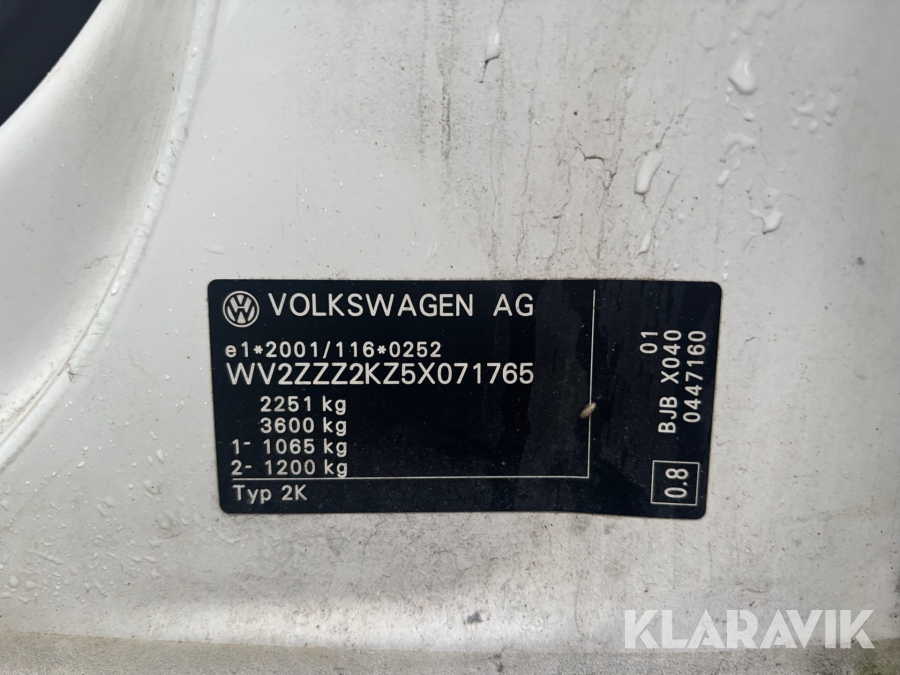 VOLKSWAGEN AG
e1*2001/116*0252
WV2ZZZ2KZ5X071765
2251 kg
3600 kg
1- 1065 kg
2- 1200 kg
Typ 2K
01
BJB X040
0447160
0.8
KLARAVIK